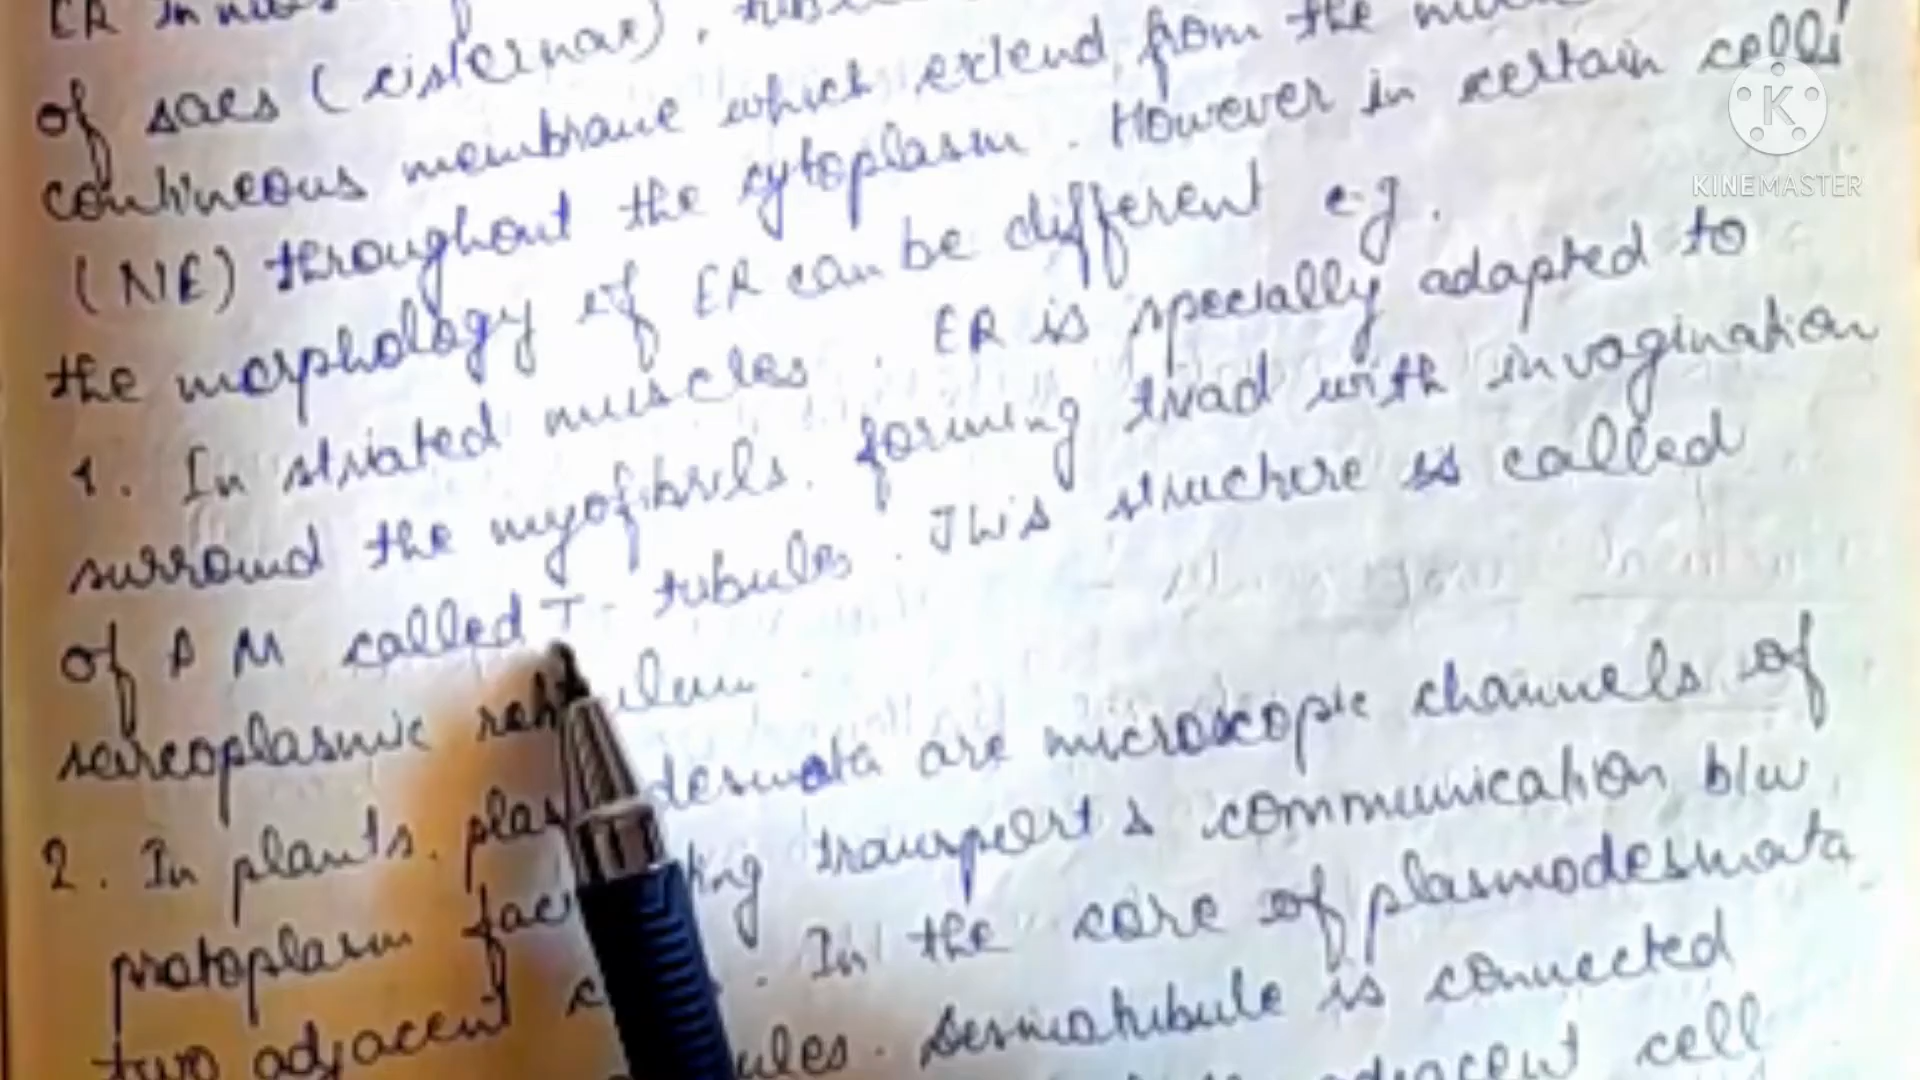 ER
of sacs (cisternae),
contineous membrane which extend from the
(NE) throughout the cytoplasm. However in certain cells
the morphology of ER can be different e.g.
1. In striated muscles. ER is specially adapted to
surround the myofibrils. forming triad with invagination
of P M called T- tubules. This structure is called
sarcoplasmic
2. In plants. are microscopic channels of
protoplasm transport & communication b/w
two adjacent . In the core of plasmodesmata
Desmotubule is connected
adjacent cell
K
KINEMASTER